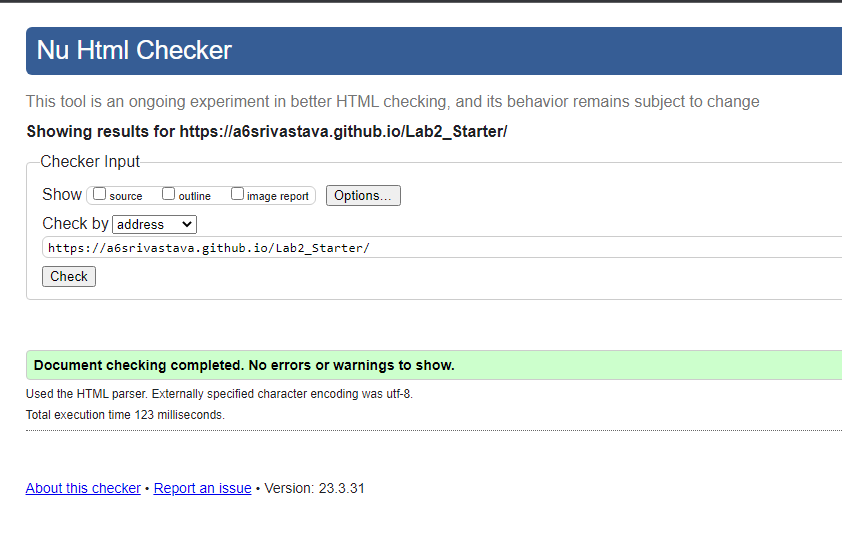 Nu Html Checker
This tool is an ongoing experiment in better HTML checking, and its behavior remains subject to change
Showing results for https://a6srivastava.github.io/Lab2_Starter/
Checker Input
Show source outline image report Options...
Check by address
https://a6srivastava.github.io/Lab2_Starter/
Check
Document checking completed. No errors or warnings to show.
Used the HTML parser. Externally specified character encoding was utf-8.
Total execution time 123 milliseconds.
About this checker • Report an issue • Version: 23.3.31